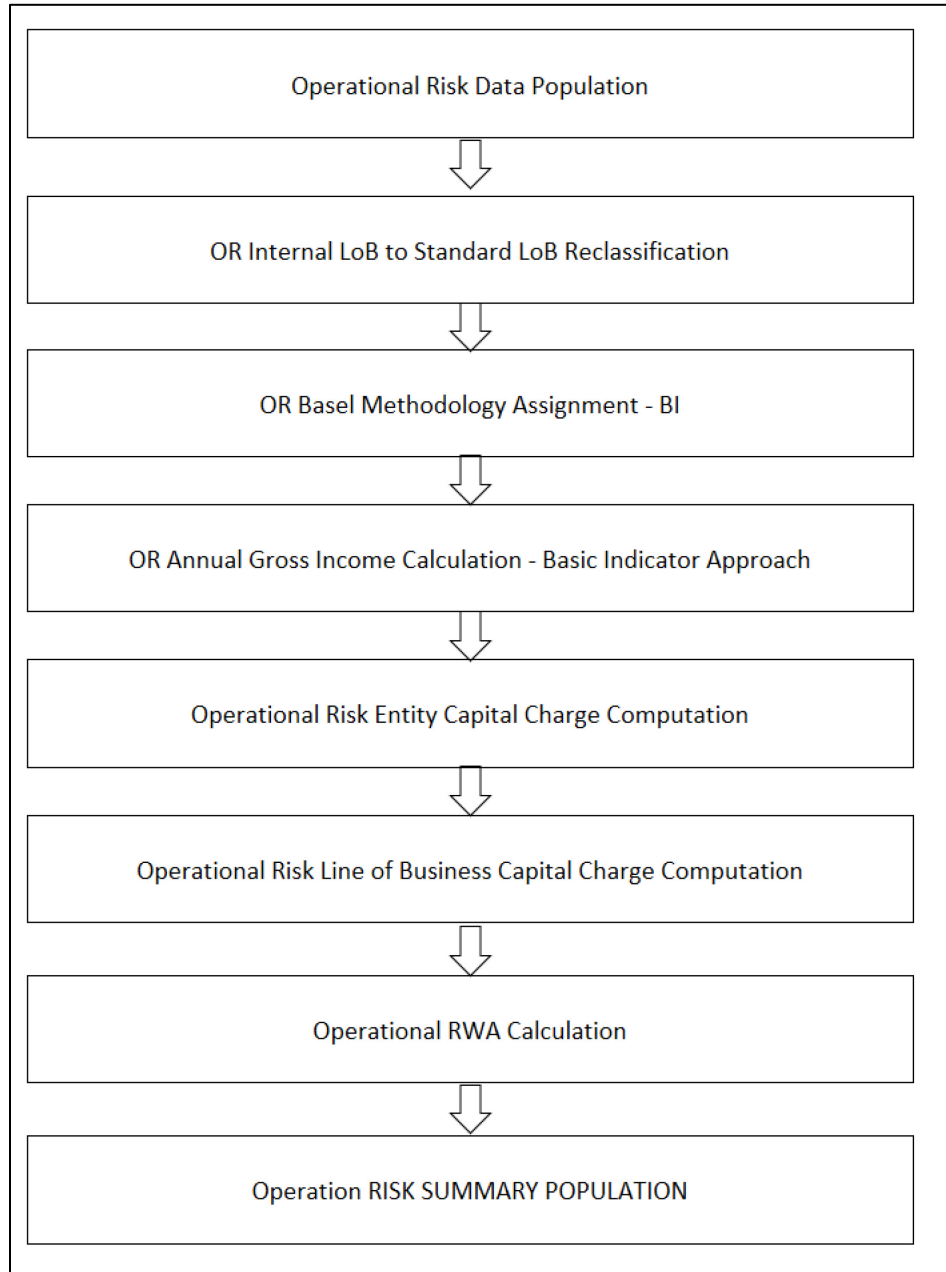 Operational Risk Data Population
OR Internal LoB to Standard LoB Reclassification
OR Basel Methodology Assignment - BI
OR Annual Gross Income Calculation - Basic Indicator Approach
Operational Risk Entity Capital Charge Computation
Operational Risk Line of Business Capital Charge Computation
Operational RWA Calculation
Operation RISK SUMMARY POPULATION